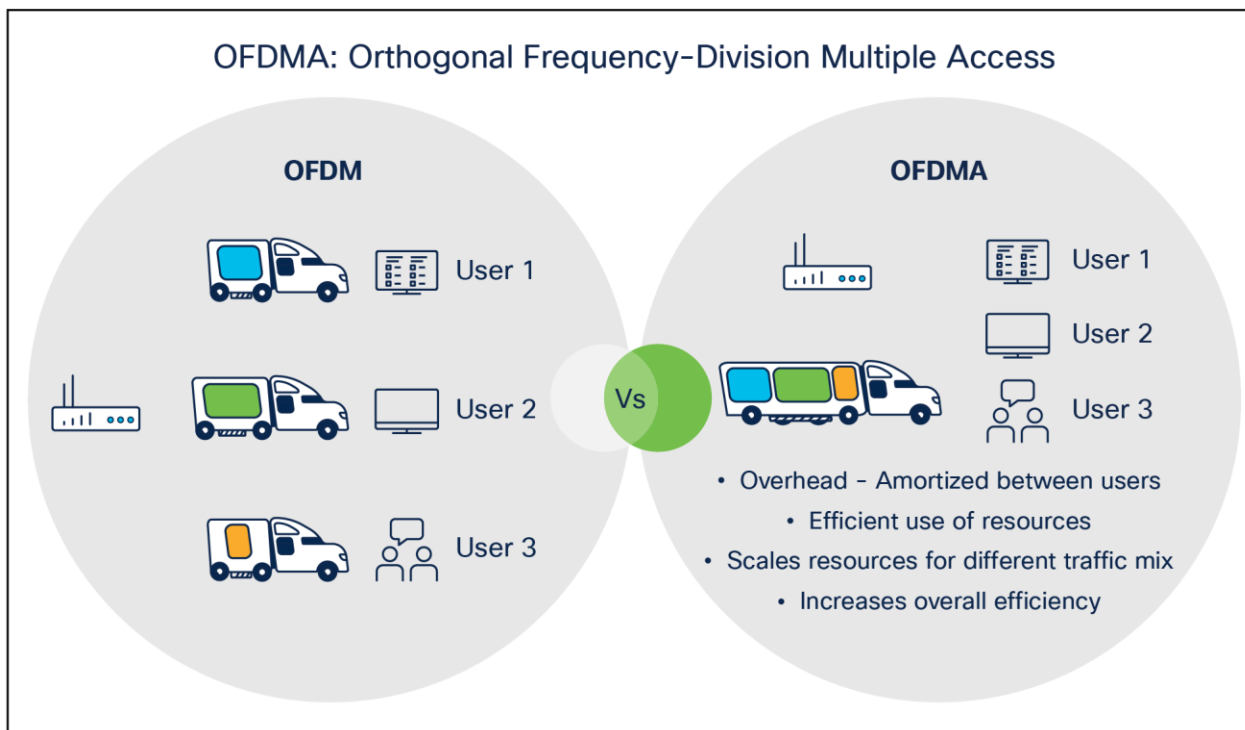 OFDMA: Orthogonal Frequency-Division Multiple Access
OFDM
User 1
User 2
User 3
Vs
OFDMA
User 1
User 2
User 3
• Overhead - Amortized between users
• Efficient use of resources
• Scales resources for different traffic mix
• Increases overall efficiency